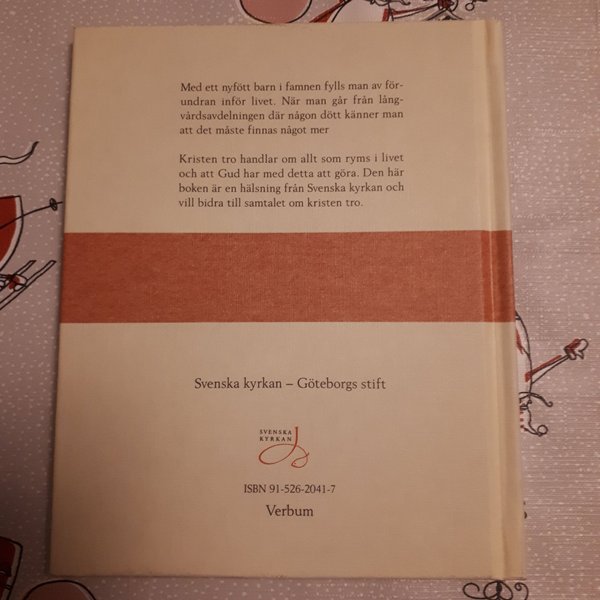 Med ett nyfött barn i famnen fylls man av för-
undran inför livet. När man går från lång-
vårdsavdelningen där någon dött känner man
att det måste finnas något mer
Kristen tro handlar om allt som ryms i livet
och att Gud har med detta att göra. Den här
boken är en hälsning från Svenska kyrkan och
vill bidra till samtalet om kristen tro.
Svenska kyrkan – Göteborgs stift
SVENSKA
KYRKAN
ISBN 91-526-2041-7
Verbum